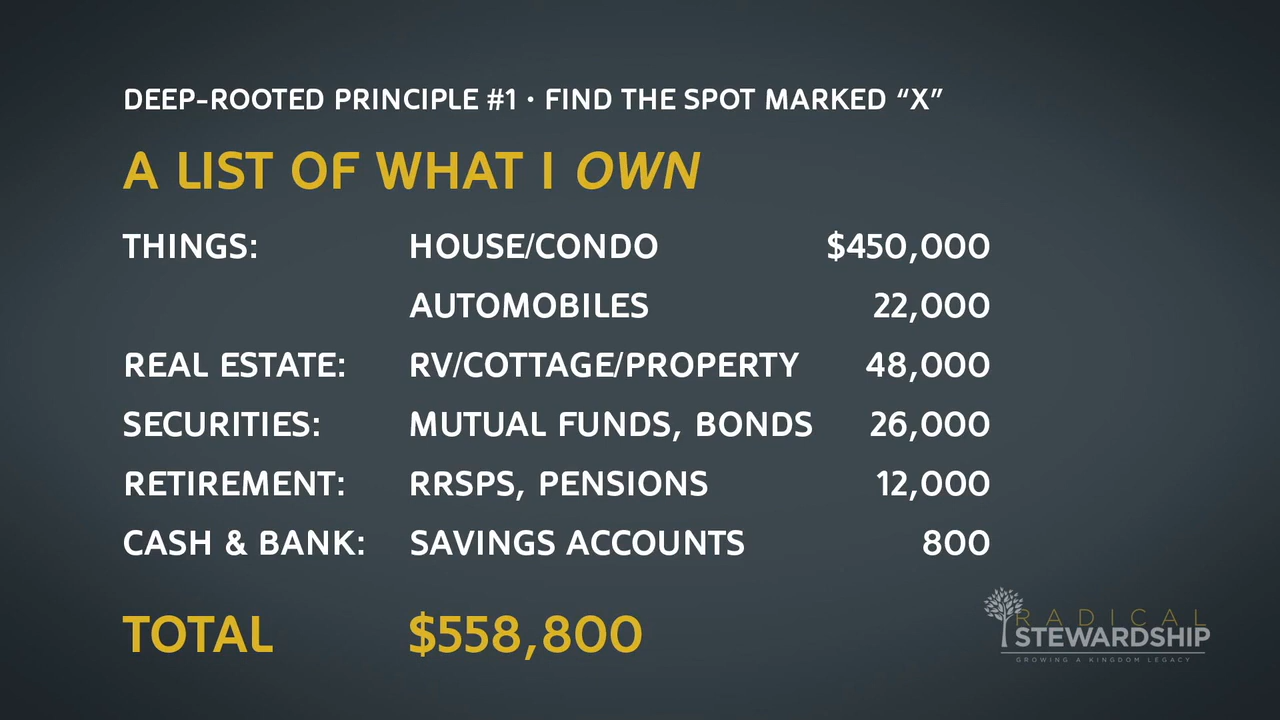 DEEP-ROOTED PRINCIPLE #1 • FIND THE SPOT MARKED “X”
A LIST OF WHAT I OWN
THINGS: HOUSE/CONDO $450,000
AUTOMOBILES 22,000
REAL ESTATE: RV/COTTAGE/PROPERTY 48,000
SECURITIES: MUTUAL FUNDS, BONDS 26,000
RETIREMENT: RRSPS, PENSIONS 12,000
CASH & BANK: SAVINGS ACCOUNTS 800
TOTAL $558,800
RADICAL
STEWARDSHIP
GROWING A KINGDOM LEGACY